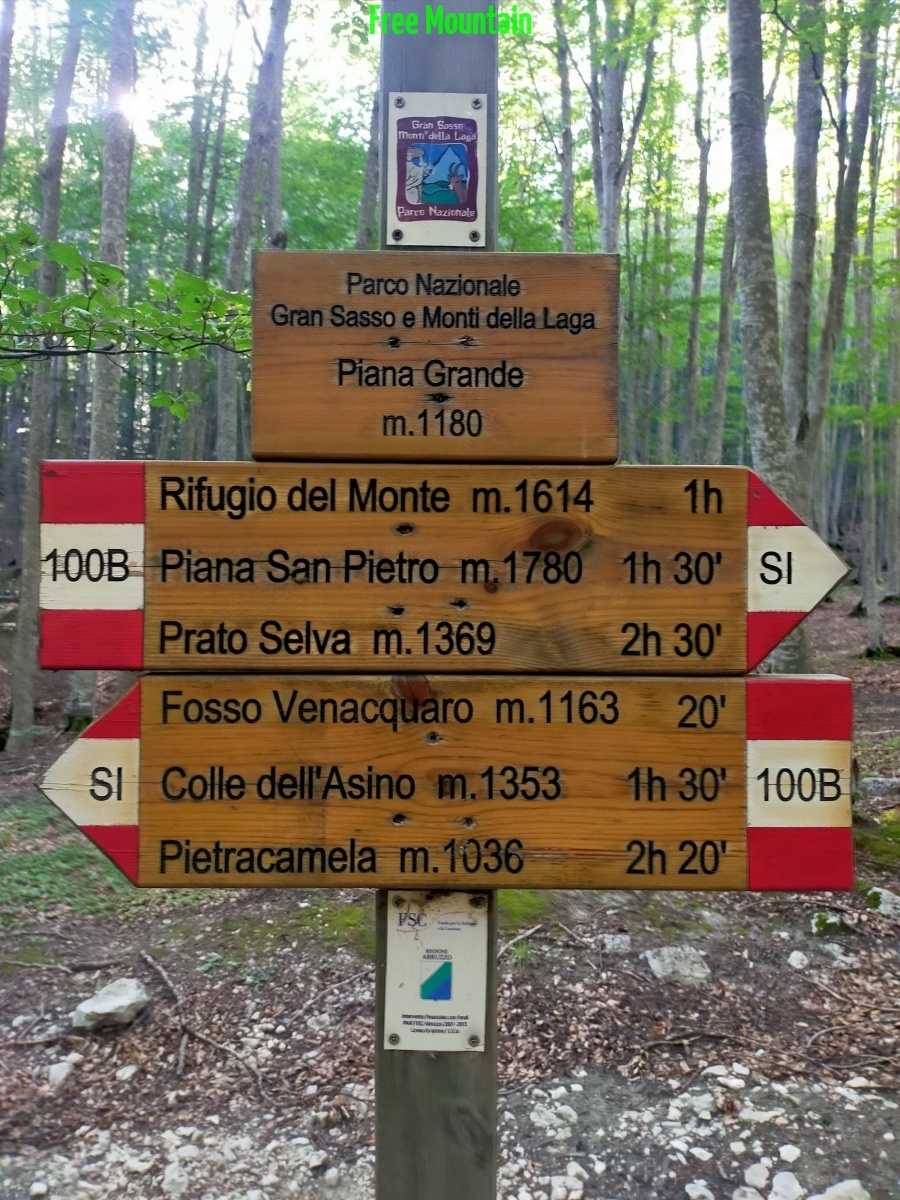 Free Mountain
Gran Sasso
Monti della Laga
Parco Nazionale
Parco Nazionale
Gran Sasso e Monti della Laga
Piana Grande
m.1180
100B Rifugio del Monte m.1614 1h SI
Piana San Pietro m.1780 1h 30'
Prato Selva m.1369 2h 30'
Fosso Venacquaro m.1163 20'
SI Colle dell'Asino m.1353 1h 30' 100B
Pietracamela m.1036 2h 20'
FSC
REGIONE
ABRUZZO